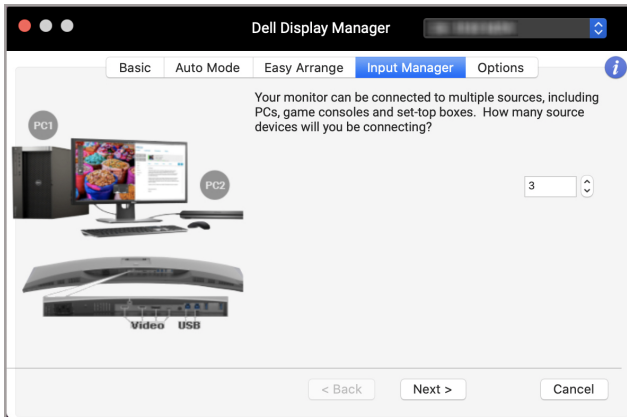 Dell Display Manager
Basic
Auto Mode
Easy Arrange
Input Manager
Options
i
Your monitor can be connected to multiple sources, including
PCs, game consoles and set-top boxes.  How many source
devices will you be connecting?
PC1
PC2
3
Video
USB
< Back
Next >
Cancel